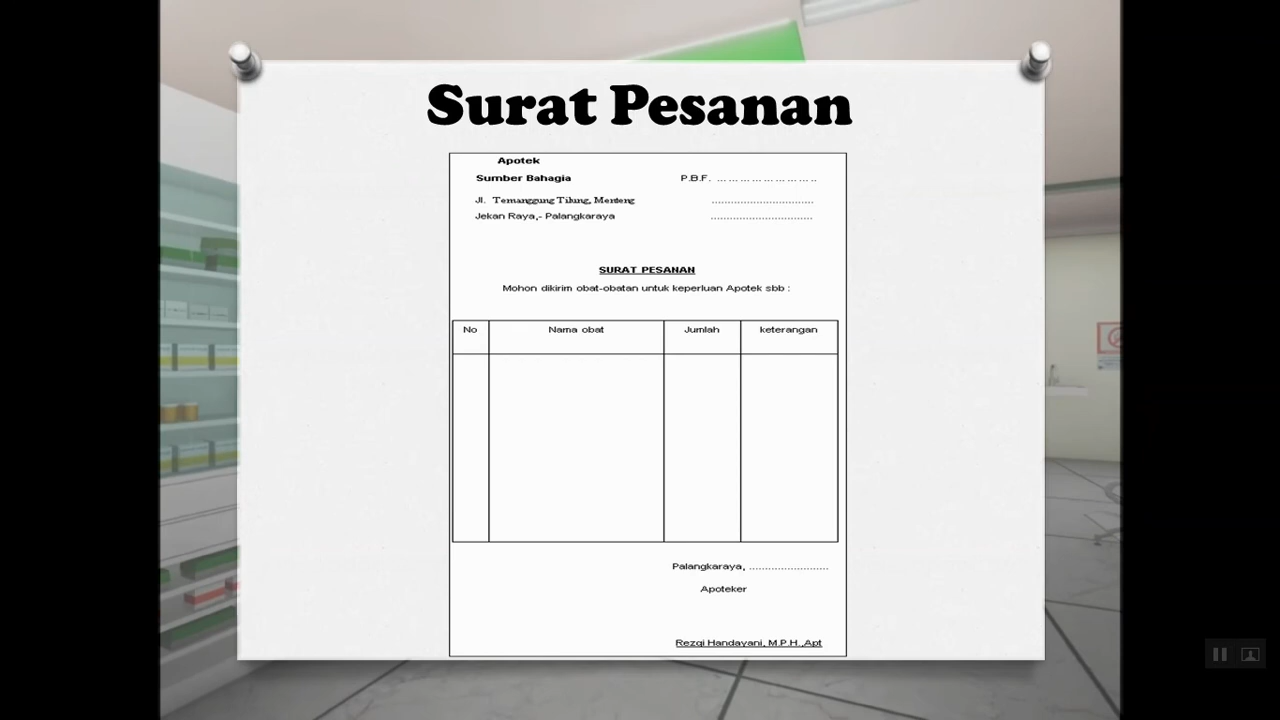 Surat Pesanan
Apotek
Sumber Bahagia P.B.F. ........................
Jl. Temanggung Tilung, Menteng ................................
Jekan Raya,- Palangkaraya ................................
SURAT PESANAN
Mohon dikirim obat-obatan untuk keperluan Apotek sbb :
No Nama obat Jumlah keterangan
Palangkaraya, .........................
Apoteker
Rezqi Handayani, M.P.H.,Apt